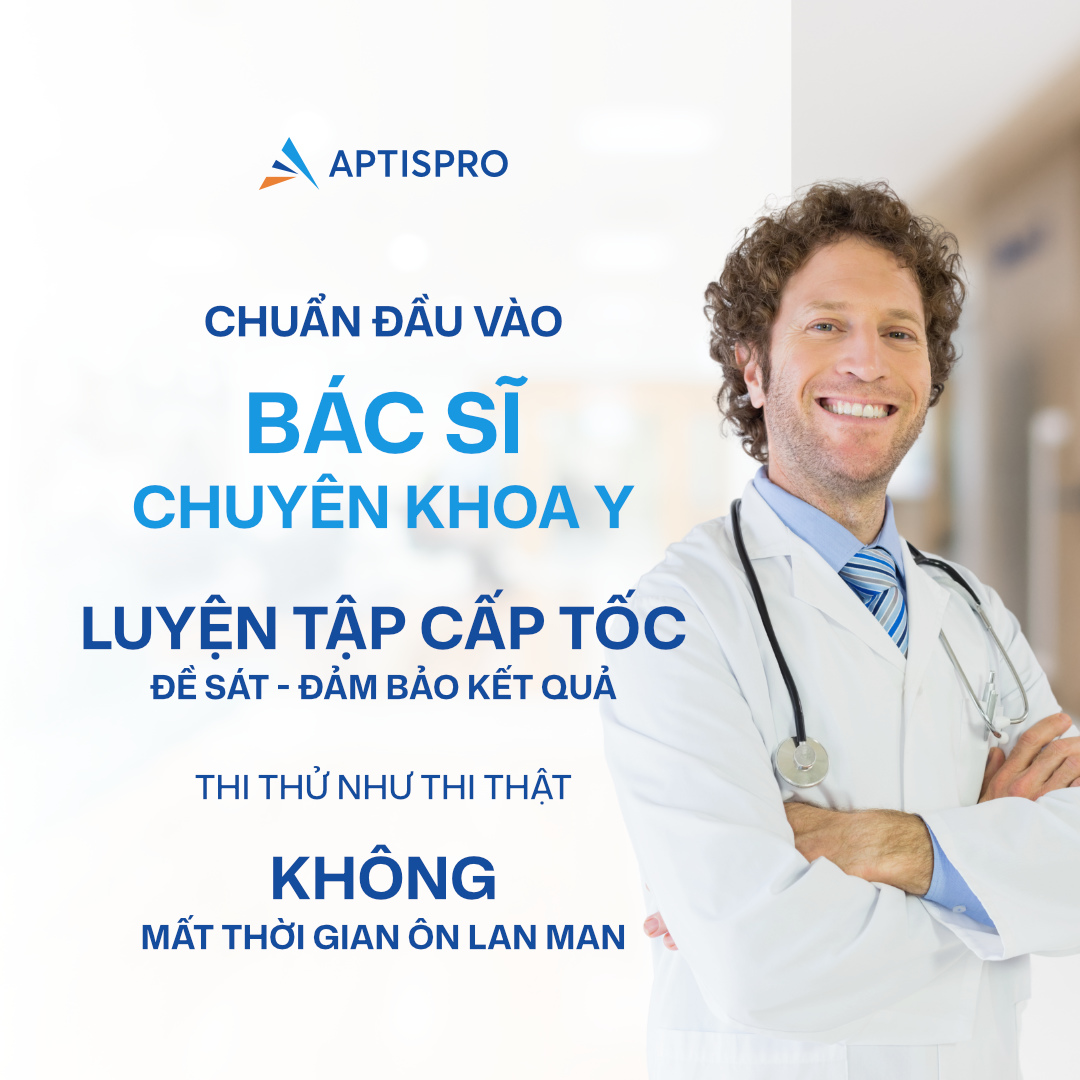 APTISPRO
CHUẨN ĐẦU VÀO
BÁC SĨ
CHUYÊN KHOA Y
LUYỆN TẬP CẤP TỐC
ĐỀ SÁT - ĐẢM BẢO KẾT QUẢ
THI THỬ NHƯ THI THẬT
KHÔNG
MẤT THỜI GIAN ÔN LAN MAN